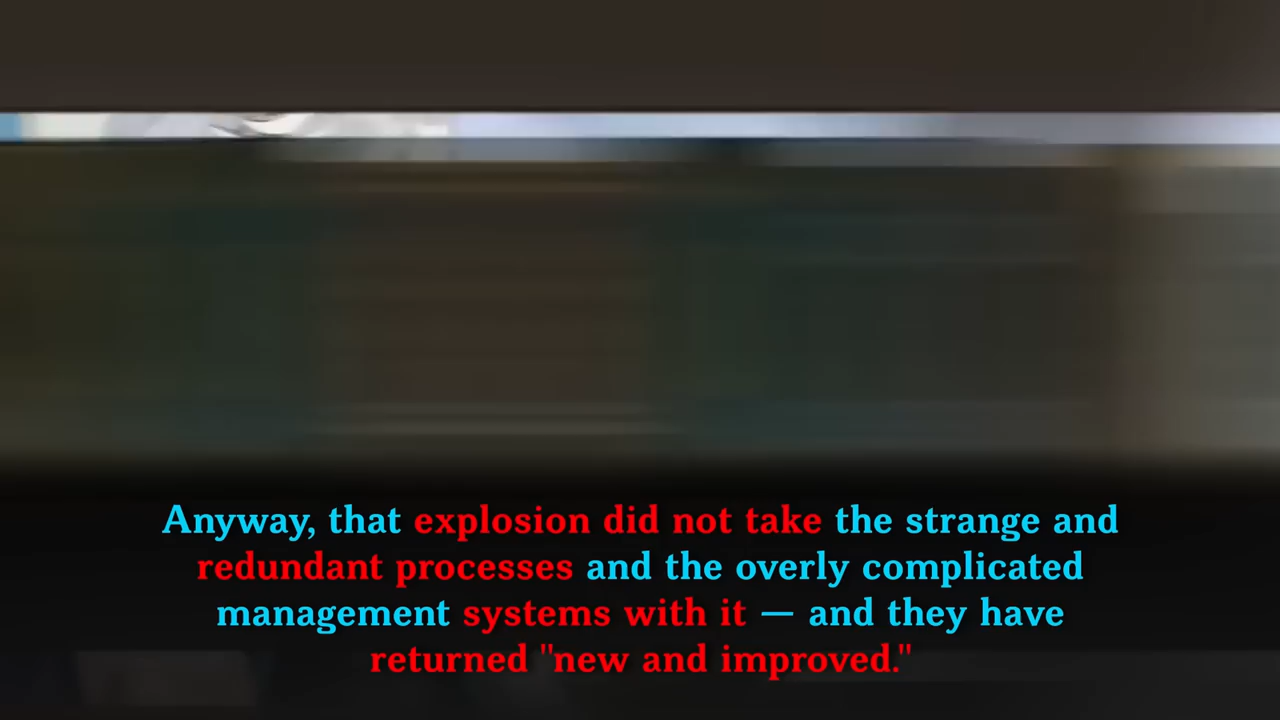 Anyway, that explosion did not take the strange and
redundant processes and the overly complicated
management systems with it — and they have
returned "new and improved."